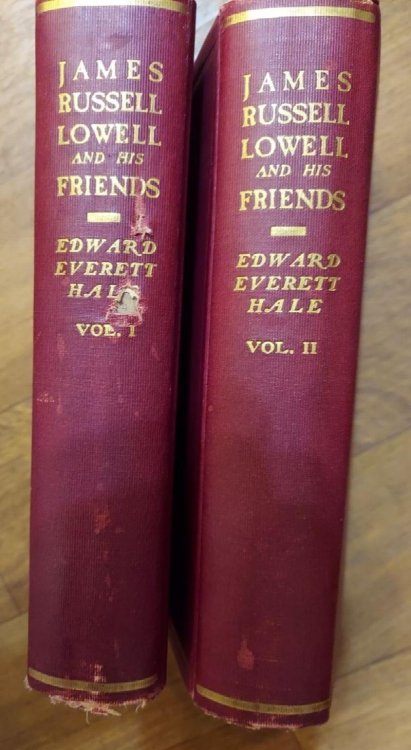 JAMES
RUSSELL
LOWELL
AND HIS
FRIENDS
EDWARD
EVERETT
HALE
VOL. I
JAMES
RUSSELL
LOWELL
AND HIS
FRIENDS
EDWARD
EVERETT
HALE
VOL. II